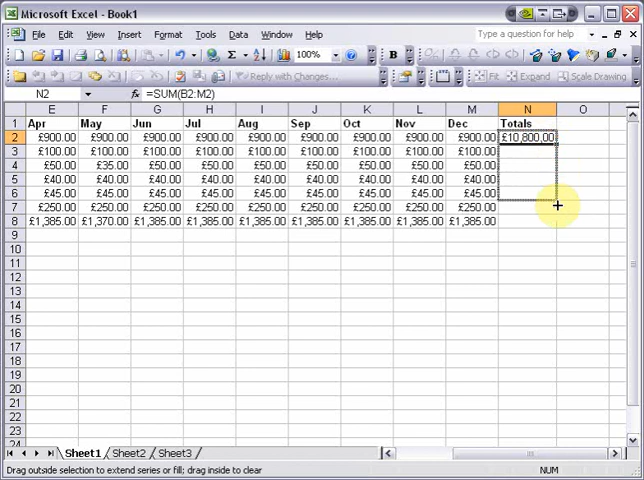 Microsoft Excel - Book1
File Edit View Insert Format Tools Data Window Help Type a question for help
Σ 100% B
Reply with Changes... Fit Expand Scale Drawing
N2 fx =SUM(B2:M2)
E F G H I J K L M N O
1 Apr May Jun Jul Aug Sep Oct Nov Dec Totals
2 £900.00 £900.00 £900.00 £900.00 £900.00 £900.00 £900.00 £900.00 £900.00 £10,800.00
3 £100.00 £100.00 £100.00 £100.00 £100.00 £100.00 £100.00 £100.00 £100.00
4 £50.00 £35.00 £50.00 £50.00 £50.00 £50.00 £50.00 £50.00 £50.00
5 £40.00 £40.00 £40.00 £40.00 £40.00 £40.00 £40.00 £40.00 £40.00
6 £45.00 £45.00 £45.00 £45.00 £45.00 £45.00 £45.00 £45.00 £45.00
7 £250.00 £250.00 £250.00 £250.00 £250.00 £250.00 £250.00 £250.00 £250.00
8 £1,385.00 £1,370.00 £1,385.00 £1,385.00 £1,385.00 £1,385.00 £1,385.00 £1,385.00 £1,385.00
9
10
11
12
13
14
15
16
17
18
19
20
21
22
23
24
Sheet1 Sheet2 Sheet3
Drag outside selection to extend series or fill; drag inside to clear NUM